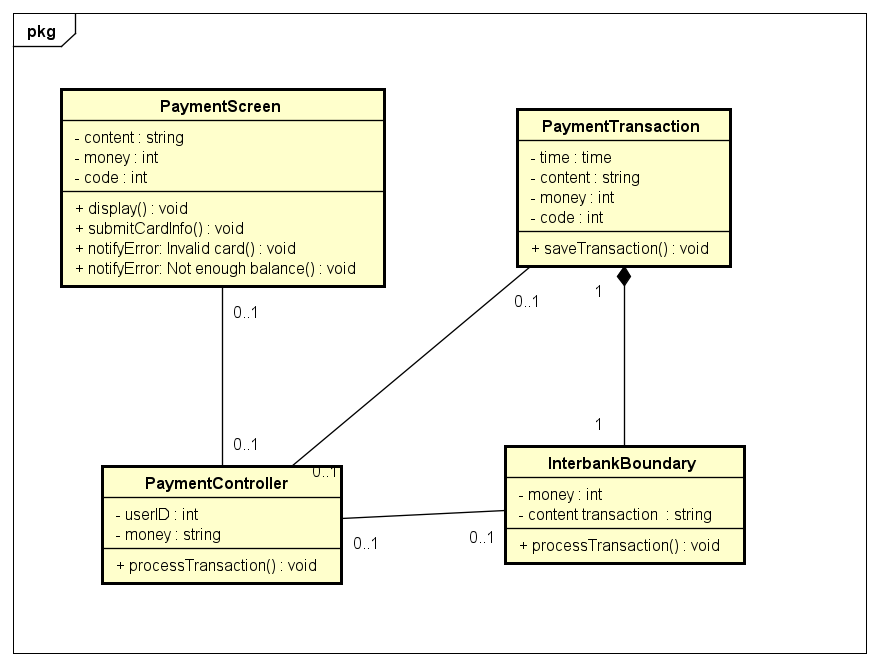 pkg
PaymentScreen
- content : string
- money : int
- code : int
+ display() : void
+ submitCardInfo() : void
+ notifyError: Invalid card() : void
+ notifyError: Not enough balance() : void
PaymentTransaction
- time : time
- content : string
- money : int
- code : int
+ saveTransaction() : void
0..1
0..1
1
0..1
1
0..1
PaymentController
- userID : int
- money : string
+ processTransaction() : void
0..1
0..1
InterbankBoundary
- money : int
- content transaction : string
+ processTransaction() : void